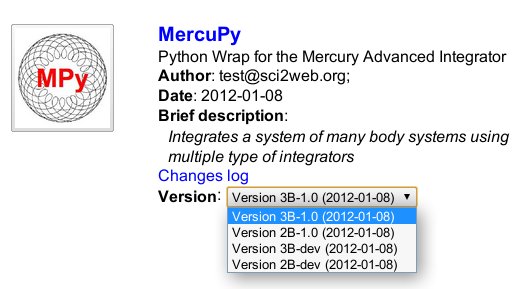 MPy
MercuPy
Python Wrap for the Mercury Advanced Integrator
Author: test@sci2web.org;
Date: 2012-01-08
Brief description:
Integrates a system of many body systems using
multiple type of integrators
Changes log
Version: Version 3B-1.0 (2012-01-08)
Version 3B-1.0 (2012-01-08)
Version 2B-1.0 (2012-01-08)
Version 3B-dev (2012-01-08)
Version 2B-dev (2012-01-08)